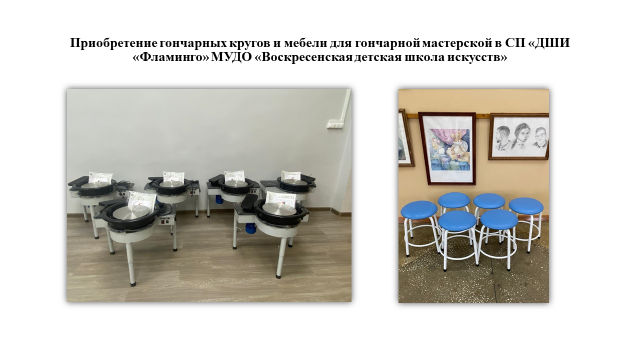 Приобретение гончарных кругов и мебели для гончарной мастерской в СП «ДШИ
«Фламинго» МУДО «Воскресенская детская школа искусств»